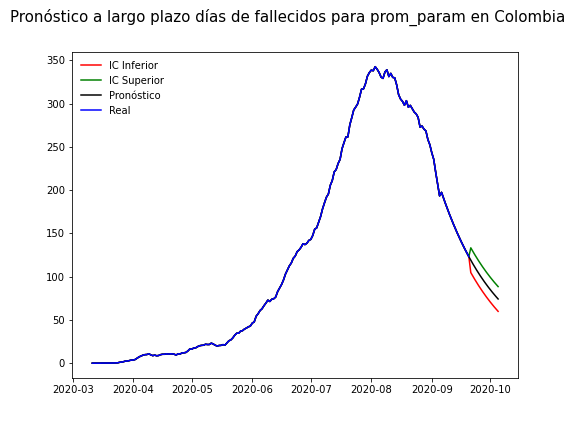 Pronóstico a largo plazo días de fallecidos para prom_param en Colombia
350
300
250
200
150
100
50
0
IC Inferior
IC Superior
Pronóstico
Real
2020-03 2020-04 2020-05 2020-06 2020-07 2020-08 2020-09 2020-10